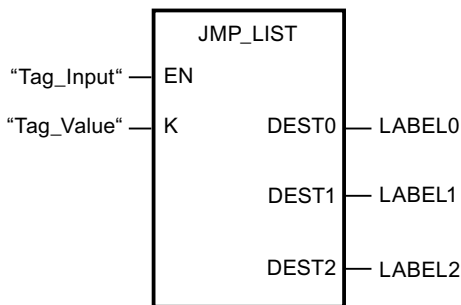 JMP_LIST
“Tag_Input“ EN
“Tag_Value“ K DEST0 LABEL0
DEST1 LABEL1
DEST2 LABEL2